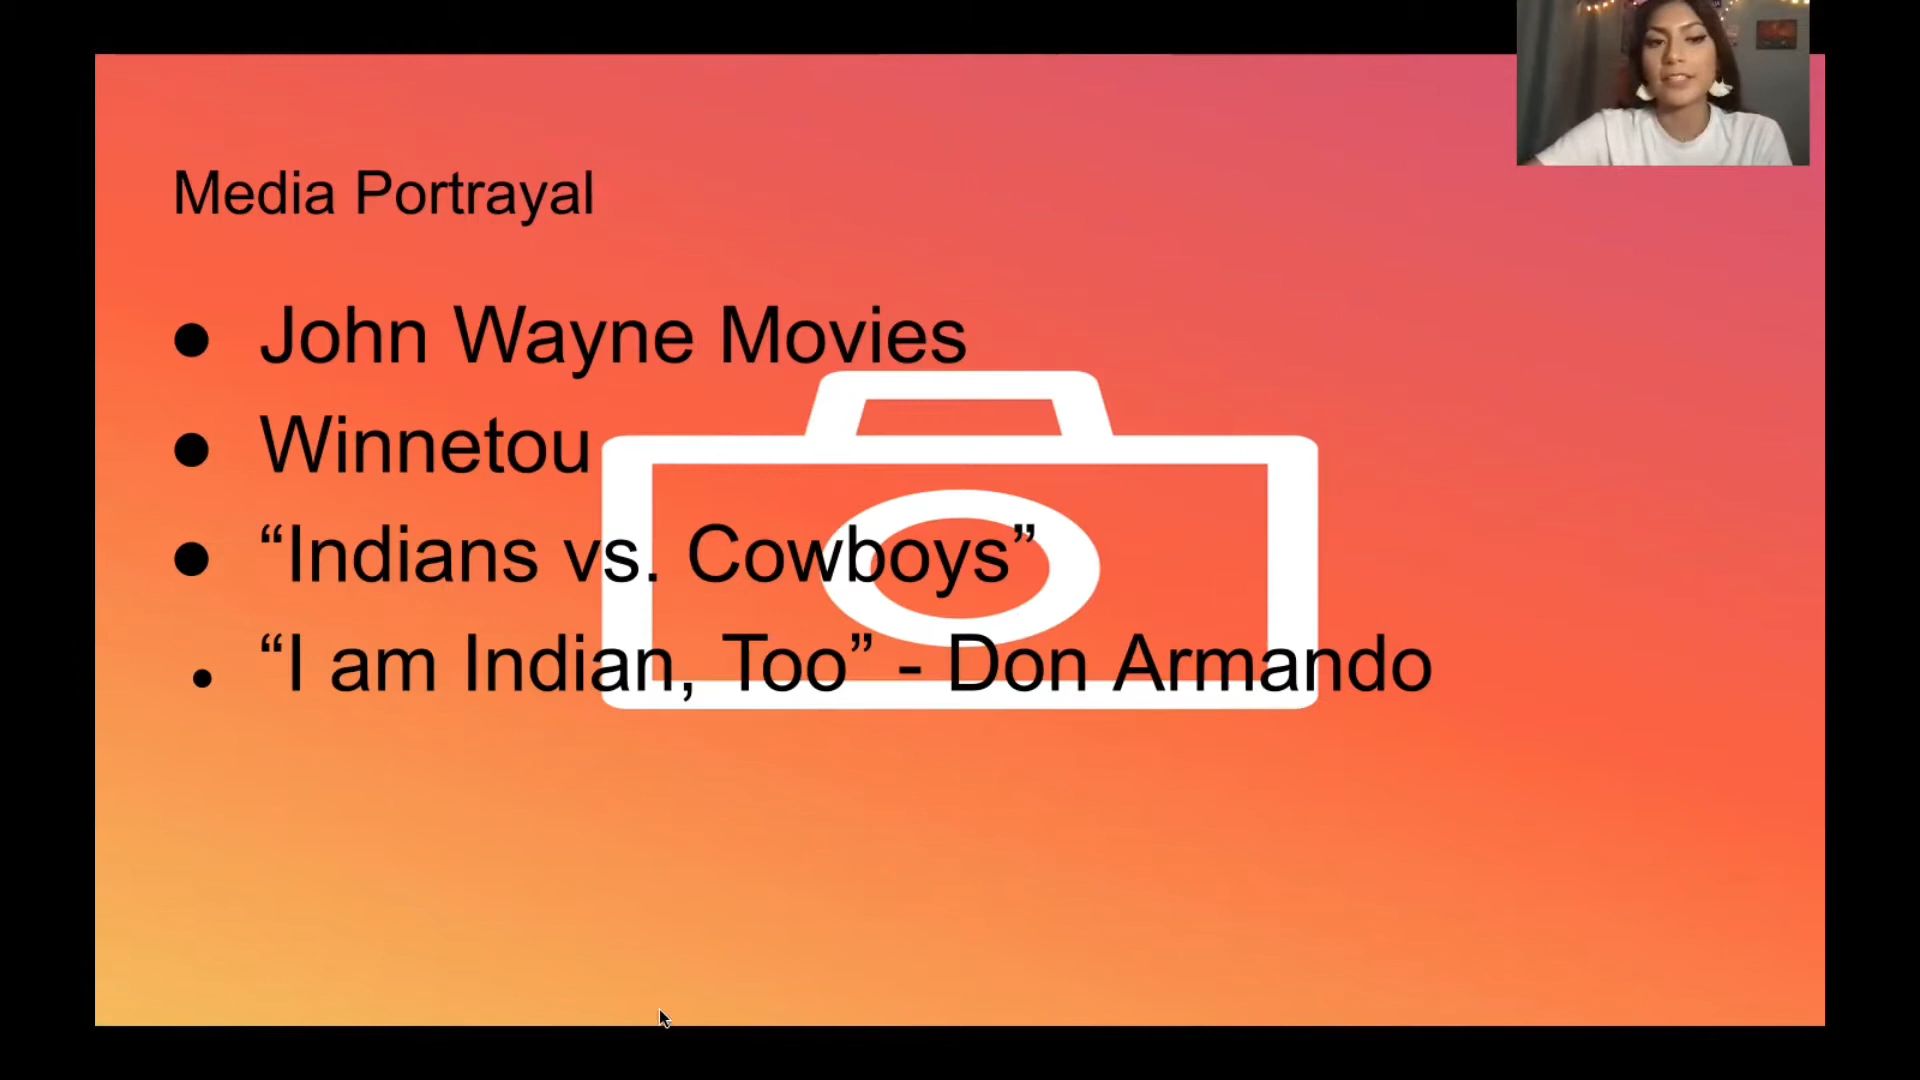 Media Portrayal
● John Wayne Movies
● Winnetou
● “Indians vs. Cowboys”
● “I am Indian, Too” - Don Armando